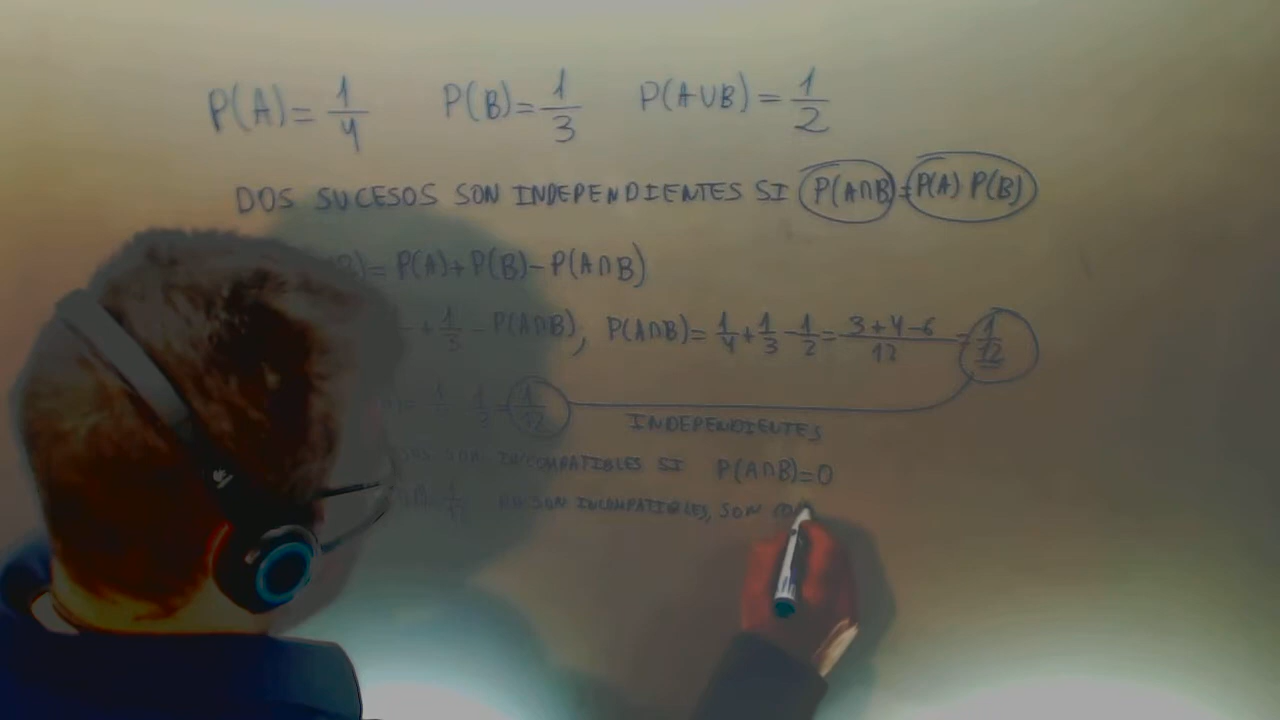 P(A)=1/4 P(B)=1/3 P(A∪B)=1/2
DOS SUCESOS SON INDEPENDIENTES SI P(A∩B)=P(A) P(B)
B)=P(A)+P(B)-P(A∩B)
+1/3-P(A∩B), P(A∩B)=1/4+1/3-1/2=3+4-6/12=1/12
=1/12
INDEPENDIENTES
SON INCOMPATIBLES SI P(A∩B)=0
NO SON INCOMPATIBLES, SON